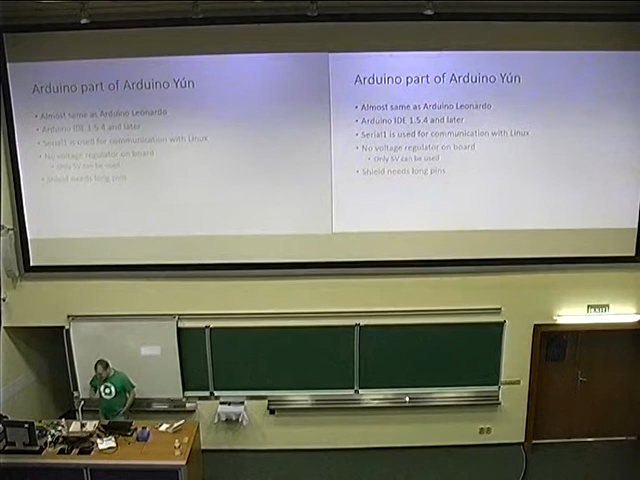 Arduino part of Arduino Yún
• Almost same as Arduino Leonardo
• Arduino IDE 1.5.4 and later
• Serial1 is used for communication with Linux
• No voltage regulator on board
• Only 5V can be used
• Shield needs long pins
Arduino part of Arduino Yún
• Almost same as Arduino Leonardo
• Arduino IDE 1.5.4 and later
• Serial1 is used for communication with Linux
• No voltage regulator on board
• Only 5V can be used
• Shield needs long pins
EXIT